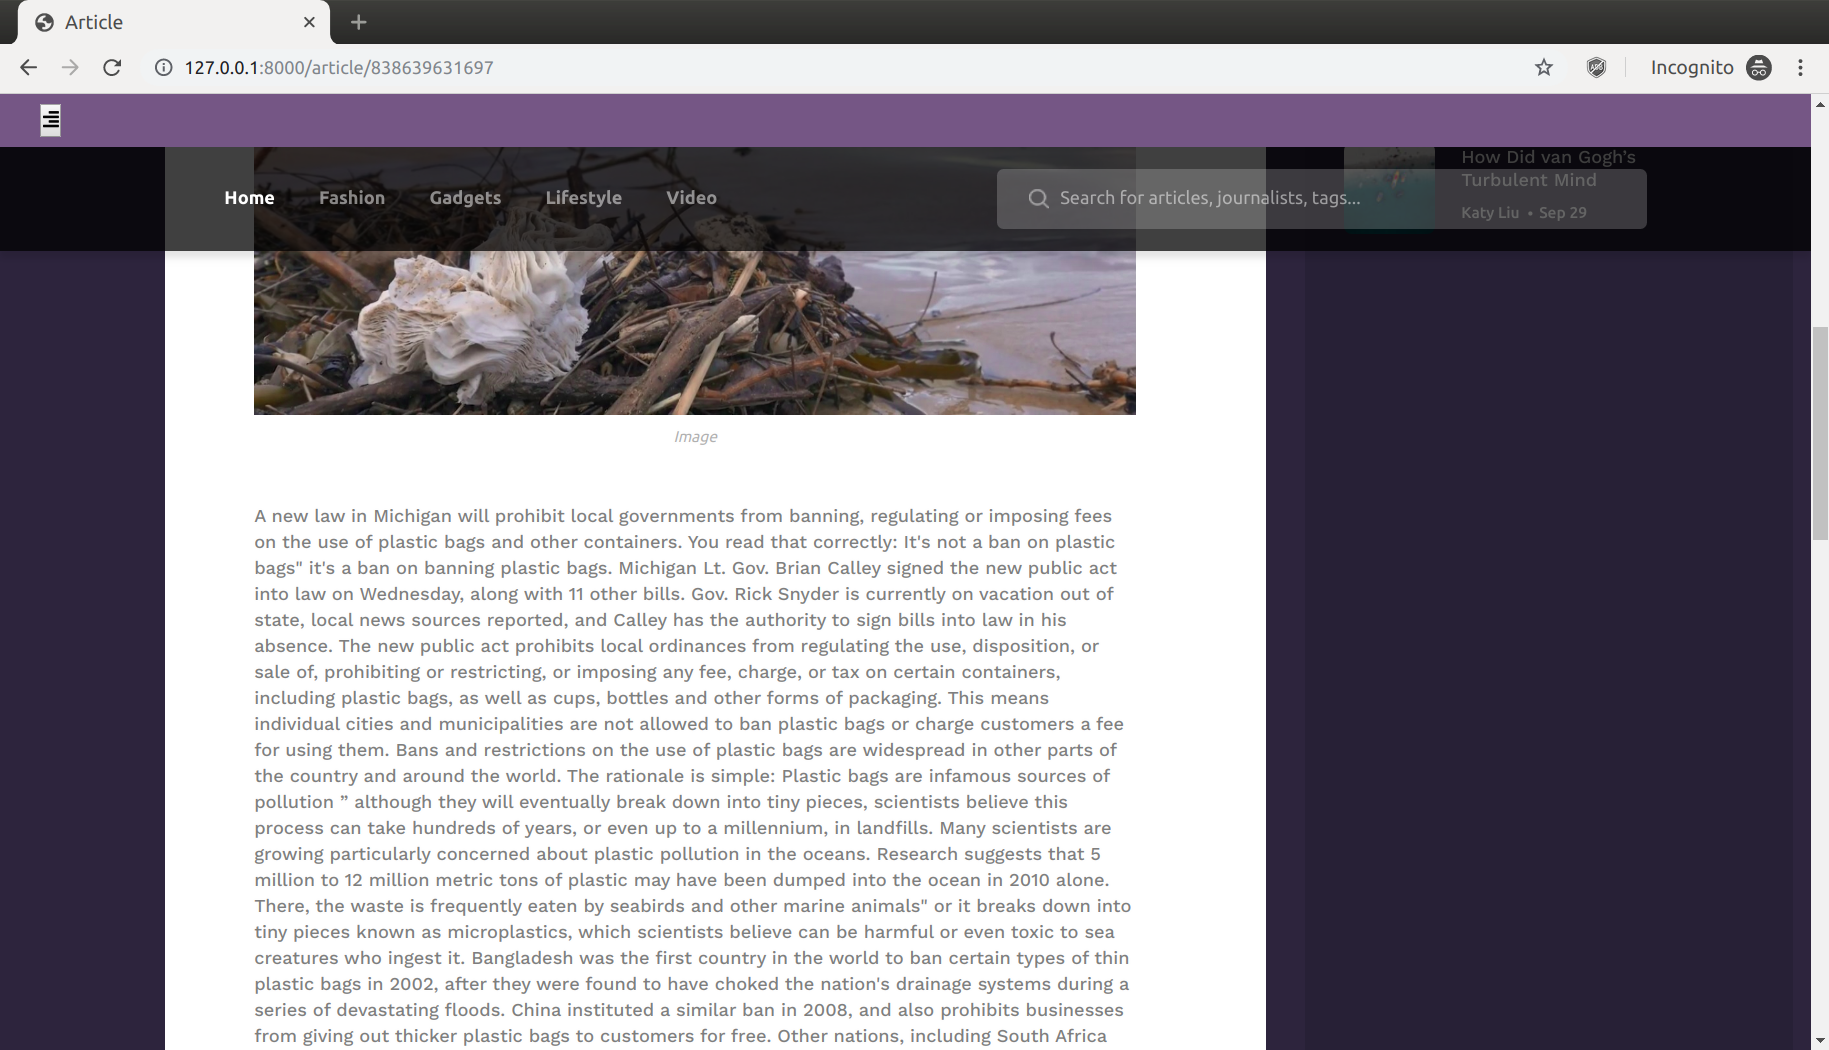 Article
127.0.0.1:8000/article/838639631697
Incognito
Home Fashion Gadgets Lifestyle Video
Search for articles, journalists, tags...
How Did van Gogh's
Turbulent Mind
Katy Liu • Sep 29
Image
A new law in Michigan will prohibit local governments from banning, regulating or imposing fees
on the use of plastic bags and other containers. You read that correctly: It's not a ban on plastic
bags" it's a ban on banning plastic bags. Michigan Lt. Gov. Brian Calley signed the new public act
into law on Wednesday, along with 11 other bills. Gov. Rick Snyder is currently on vacation out of
state, local news sources reported, and Calley has the authority to sign bills into law in his
absence. The new public act prohibits local ordinances from regulating the use, disposition, or
sale of, prohibiting or restricting, or imposing any fee, charge, or tax on certain containers,
including plastic bags, as well as cups, bottles and other forms of packaging. This means
individual cities and municipalities are not allowed to ban plastic bags or charge customers a fee
for using them. Bans and restrictions on the use of plastic bags are widespread in other parts of
the country and around the world. The rationale is simple: Plastic bags are infamous sources of
pollution ” although they will eventually break down into tiny pieces, scientists believe this
process can take hundreds of years, or even up to a millennium, in landfills. Many scientists are
growing particularly concerned about plastic pollution in the oceans. Research suggests that 5
million to 12 million metric tons of plastic may have been dumped into the ocean in 2010 alone.
There, the waste is frequently eaten by seabirds and other marine animals" or it breaks down into
tiny pieces known as microplastics, which scientists believe can be harmful or even toxic to sea
creatures who ingest it. Bangladesh was the first country in the world to ban certain types of thin
plastic bags in 2002, after they were found to have choked the nation's drainage systems during a
series of devastating floods. China instituted a similar ban in 2008, and also prohibits businesses
from giving out thicker plastic bags to customers for free. Other nations, including South Africa